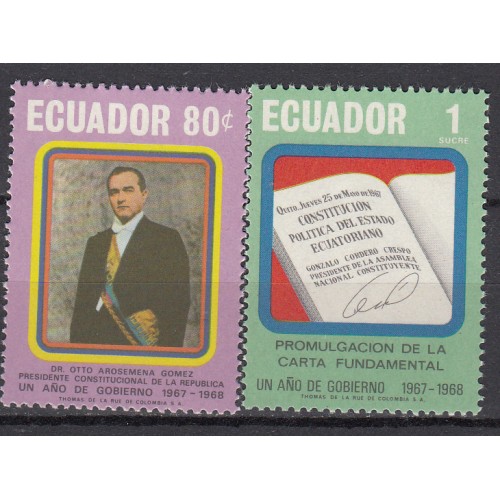 ECUADOR 80¢
DR. OTTO AROSEMENA GOMEZ
PRESIDENTE CONSTITUCIONAL DE LA REPUBLICA
UN AÑO DE GOBIERNO 1967-1968
THOMAS DE LA RUE DE COLOMBIA S.A.
ECUADOR 1
SUCRE
QUITO, JUEVES 25 DE MAYO DE 1967
CONSTITUCION
POLITICA DEL ESTADO
ECUATORIANO
GONZALO CORDERO CRESPO
PRESIDENTE DE LA ASAMBLEA
NACIONAL CONSTITUYENTE
PROMULGACION DE LA
CARTA FUNDAMENTAL
UN AÑO DE GOBIERNO 1967-1968
THOMAS DE LA RUE DE COLOMBIA S.A.